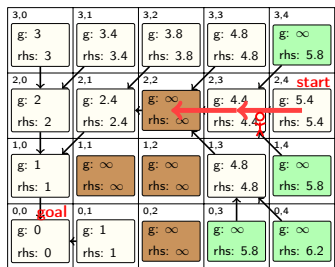 3,0 3,1 3,2 3,3 3,4
g: 3 g: 3.4 g: 3.8 g: 4.8 g: ∞
rhs: 3 rhs: 3.4 rhs: 3.8 rhs: 4.8 rhs: 5.8
2,0 2,1 2,2 2,3 2,4 start
g: 2 g: 2.4 g: ∞ g: 4.4 g: 5.4
rhs: 2 rhs: 2.4 rhs: ∞ rhs: 4.4 rhs: 5.4
1,0 1,1 1,2 1,3 1,4
g: 1 g: ∞ g: ∞ g: 4.8 g: ∞
rhs: 1 rhs: ∞ rhs: ∞ rhs: 4.8 rhs: 5.8
0,0 goal 0,1 0,2 0,3 0,4
g: 0 g: 1 g: ∞ g: ∞ g: ∞
rhs: 0 rhs: 1 rhs: ∞ rhs: 5.8 rhs: 6.2